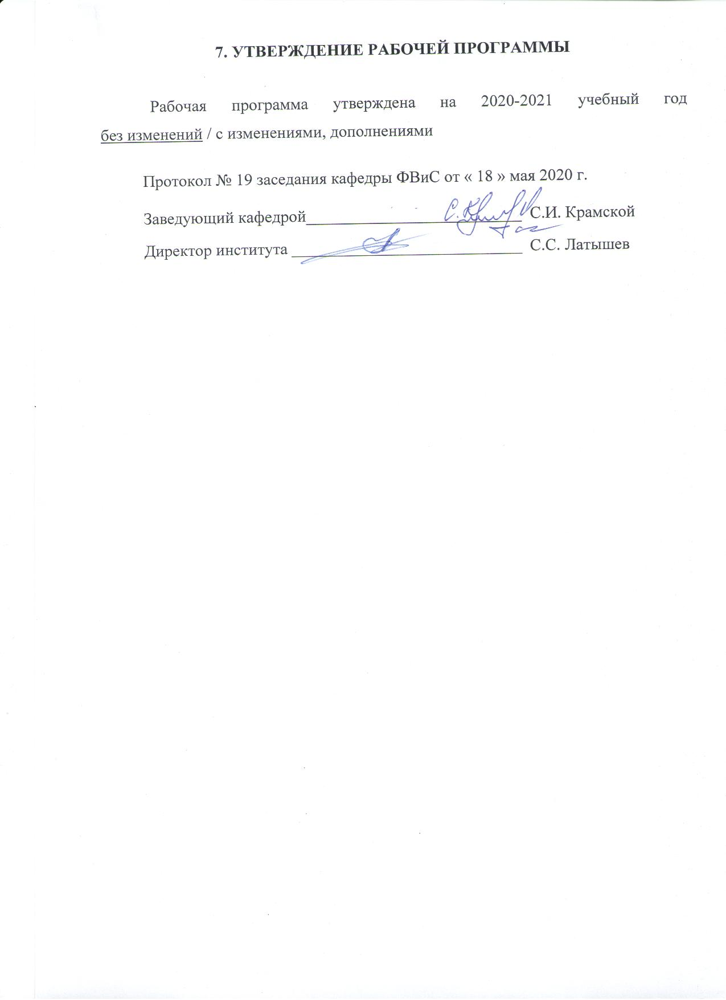 7. УТВЕРЖДЕНИЕ РАБОЧЕЙ ПРОГРАММЫ
Рабочая программа утверждена на 2020-2021 учебный год
без изменений / с изменениями, дополнениями
Протокол № 19 заседания кафедры ФВиС от « 18 » мая 2020 г.
Заведующий кафедрой С.И. Крамской
Директор института С.С. Латышев